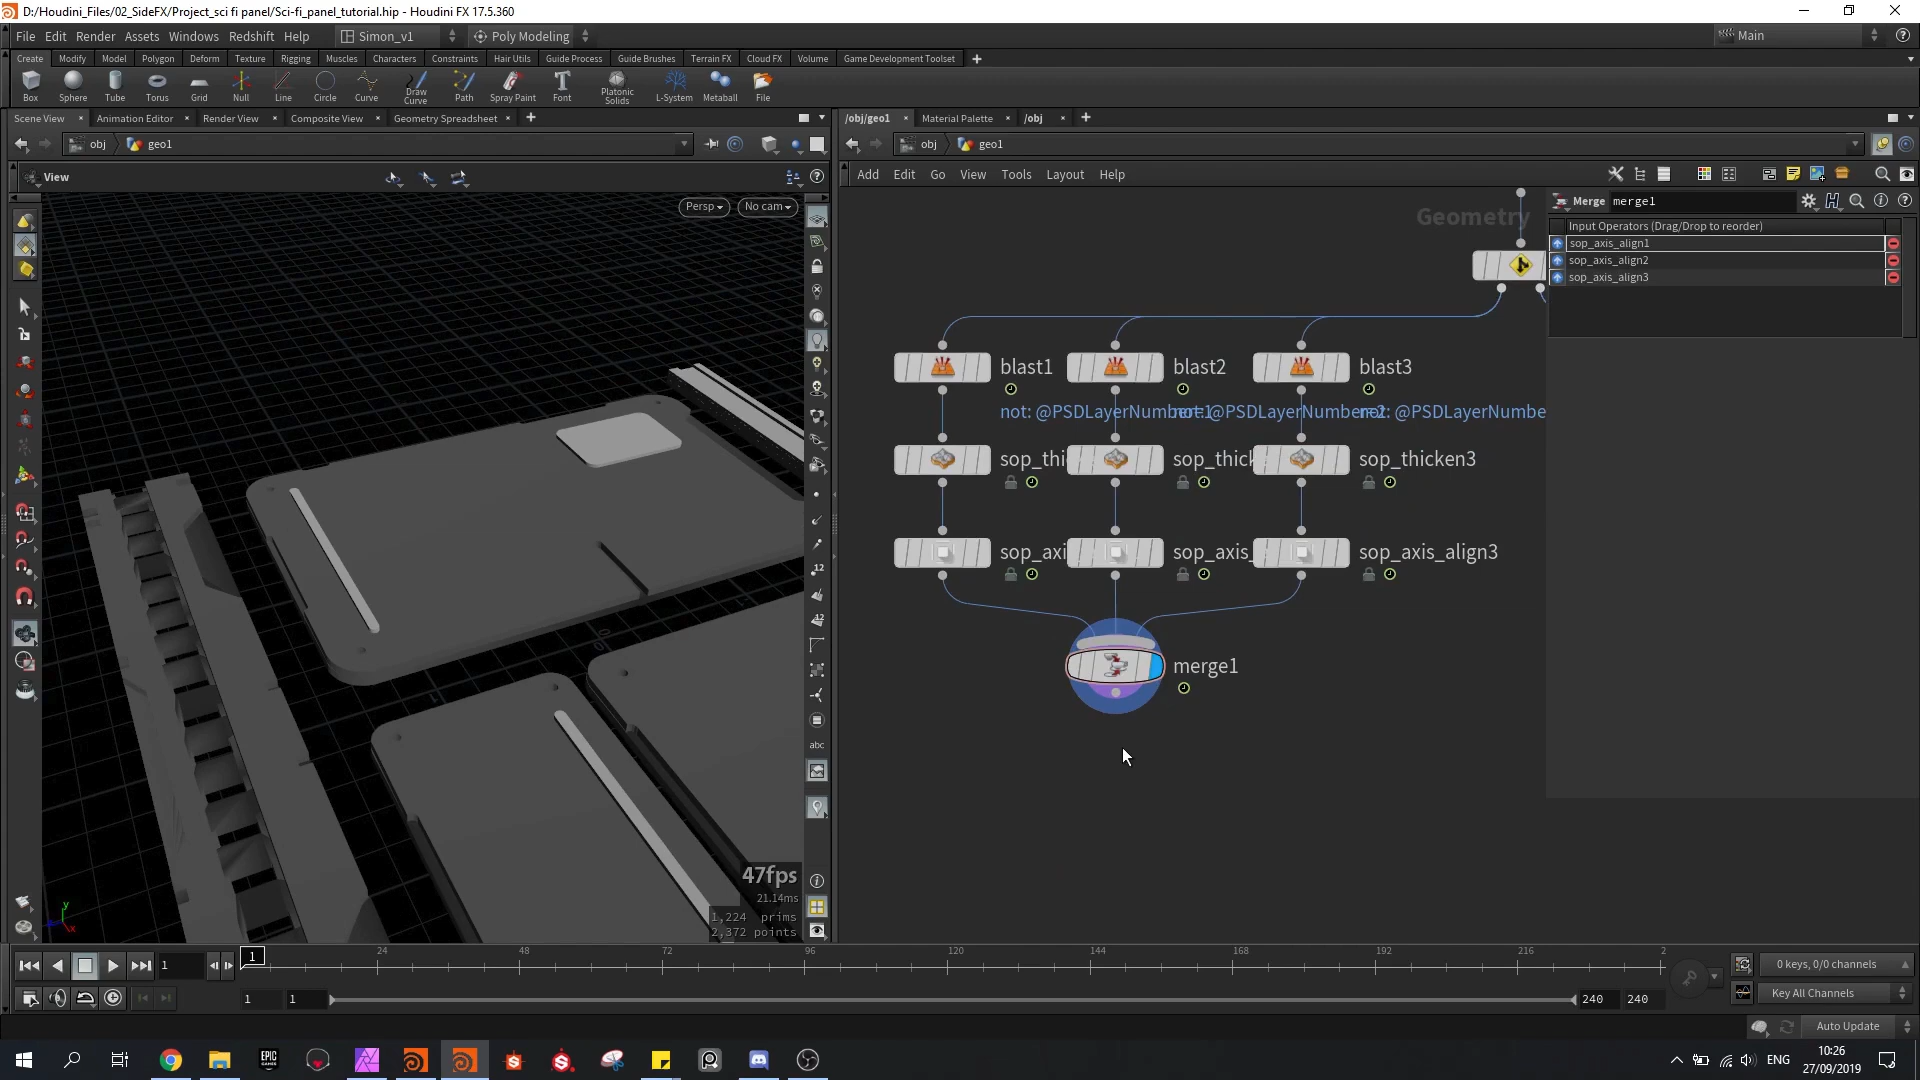 D:/Houdini_Files/02_SideFX/Project_sci fi panel/Sci-fi_panel_tutorial.hip - Houdini FX 17.5.360
File Edit Render Assets Windows Redshift Help Simon_v1 Poly Modeling Main
Create Modify Model Polygon Deform Texture Rigging Muscles Characters Constraints Hair Utils Guide Process Guide Brushes Terrain FX Cloud FX Volume Game Development Toolset
Box Sphere Tube Torus Grid Null Line Circle Curve Draw Curve Path Spray Paint Font Platonic Solids L-System Metaball File
Scene View Animation Editor Render View Composite View Geometry Spreadsheet
/obj/geo1 Material Palette /obj
obj geo1
obj geo1
View
Add Edit Go View Tools Layout Help
Persp No cam
Geometry
Merge merge1
Input Operators (Drag/Drop to reorder)
sop_axis_align1
sop_axis_align2
sop_axis_align3
blast1 blast2 blast3
not: @PSDLayerNumber=1 not: @PSDLayerNumber=2 not: @PSDLayerNumbe
sop_thi sop_thick sop_thicken3
sop_axi sop_axis_ sop_axis_align3
merge1
12
12
abc
47fps
21.14ms
1,224 prims
2,372 points
y
x
1 1 24 48 72 96 120 144 168 192 216 2
0 keys, 0/0 channels
1 1 240 240
Key All Channels
Auto Update
EPIC GAMES
ENG
10:26
27/09/2019